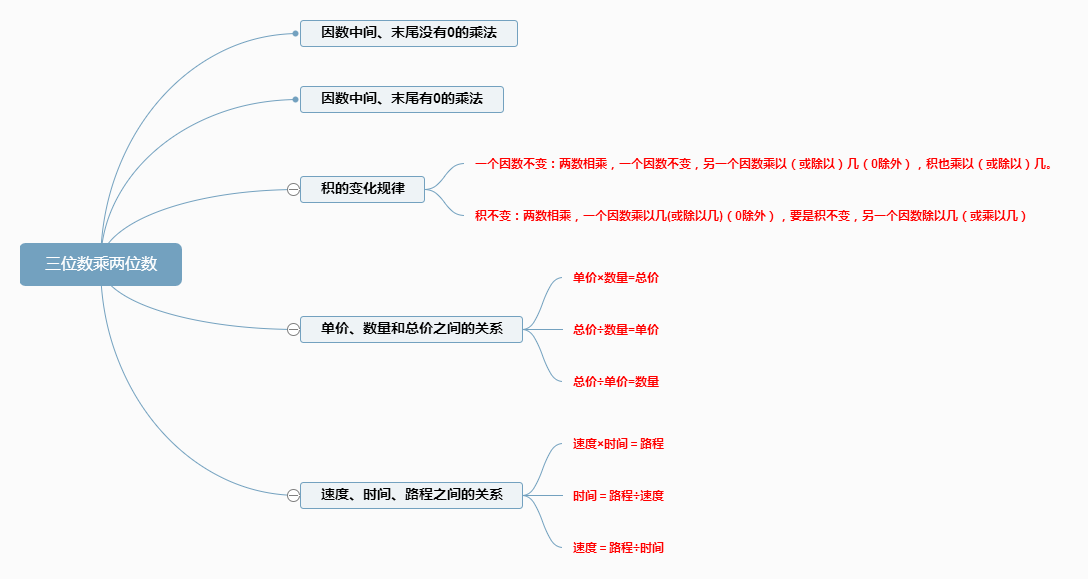 因数中间、末尾没有0的乘法
因数中间、末尾有0的乘法
一个因数不变：两数相乘，一个因数不变，另一个因数乘以（或除以）几（0除外），积也乘以（或除以）几。
积的变化规律
积不变：两数相乘，一个因数乘以几(或除以几)（0除外），要是积不变，另一个因数除以几（或乘以几）
三位数乘两位数
单价×数量=总价
单价、数量和总价之间的关系
总价÷数量=单价
总价÷单价=数量
速度×时间＝路程
速度、时间、路程之间的关系
时间＝路程÷速度
速度＝路程÷时间